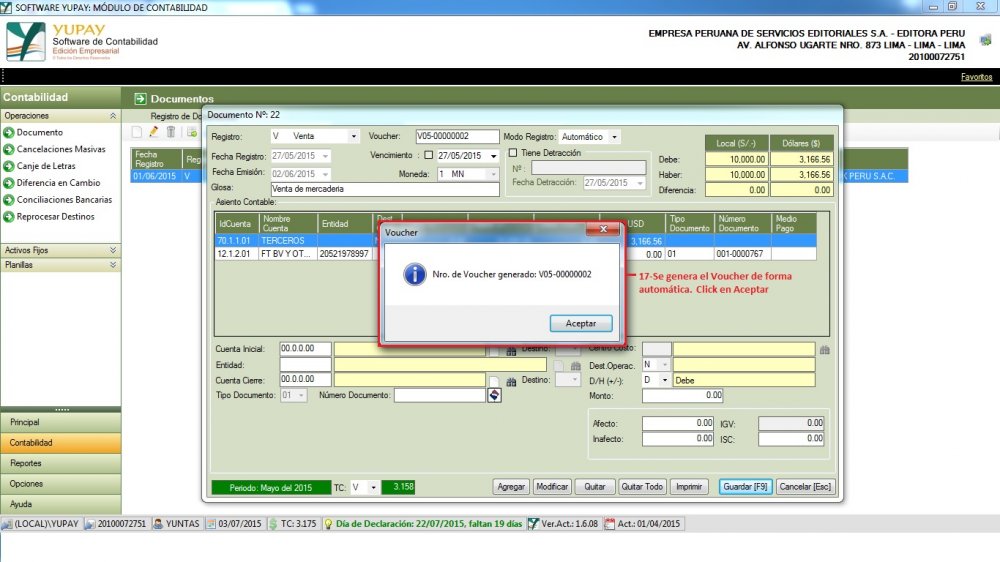 SOFTWARE YUPAY: MÓDULO DE CONTABILIDAD
YUPAY
Software de Contabilidad
Edición Empresarial
EMPRESA PERUANA DE SERVICIOS EDITORIALES S.A. - EDITORA PERU
AV. ALFONSO UGARTE NRO. 873 LIMA - LIMA - LIMA
20100072751
Favoritos
Contabilidad
Documentos
Operaciones
Documento
Cancelaciones Masivas
Canje de Letras
Diferencia en Cambio
Conciliaciones Bancarias
Reprocesar Destinos
Activos Fijos
Planillas
Principal
Contabilidad
Reportes
Opciones
Ayuda
Registro de Do
Fecha Registro
Reg
01/06/2015 V
X PERU S.A.C.
Documento Nº: 22
Registro: V Venta Voucher: V05-00000002 Modo Registro: Automático
Fecha Registro: 27/05/2015 Vencimiento : 27/05/2015
Fecha Emisión: 02/06/2015 Moneda: 1 MN
Glosa: Venta de mercaderia
Tiene Detracción
Nº :
Fecha Detracción: 27/05/2015
Local (S/.-) Dólares ($)
Debe: 10,000.00 3,166.56
Haber: 10,000.00 3,166.56
Diferencia: 0.00 0.00
Asiento Contable:
IdCuenta Nombre Cuenta Entidad USD Tipo Documento Número Documento Medio Pago
70.1.1.01 TERCEROS 3,166.56
12.1.2.01 FT BV Y OT... 20521978997 0.00 01 001-0000767
Voucher
Nro. de Voucher generado: V05-00000002
Aceptar
17-Se genera el Voucher de forma
automática. Click en Aceptar
Cuenta Inicial: 00.0.0.00 Destino: Centro Costo:
Entidad: Dest.Operac. N
Cuenta Cierre: 00.0.0.00 Destino: D/H (+/-): D Debe
Tipo Documento: 01 Número Documento: Monto: 0.00
Afecto: 0.00 IGV: 0.00
Inafecto: 0.00 ISC: 0.00
Periodo: Mayo del 2015 TC: V 3.158
Agregar Modificar Quitar Quitar Todo Imprimir Guardar [F9] Cancelar [Esc]
(LOCAL)\YUPAY 20100072751 YUNTAS 03/07/2015 TC: 3.175 Día de Declaración: 22/07/2015, faltan 19 días Ver.Act.: 1.6.08 Act.: 01/04/2015